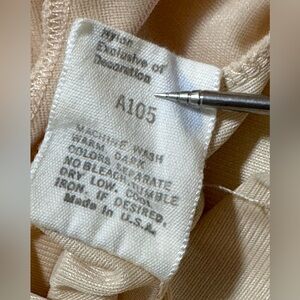 Nylon
Exclusive of
Decoration
A105
MACHINE WASH
WARM, DARK
COLORS SEPARATE
NO BLEACH, TUMBLE
DRY LOW, COOL
IRON, IF DESIRED.
Made in U.S.A.